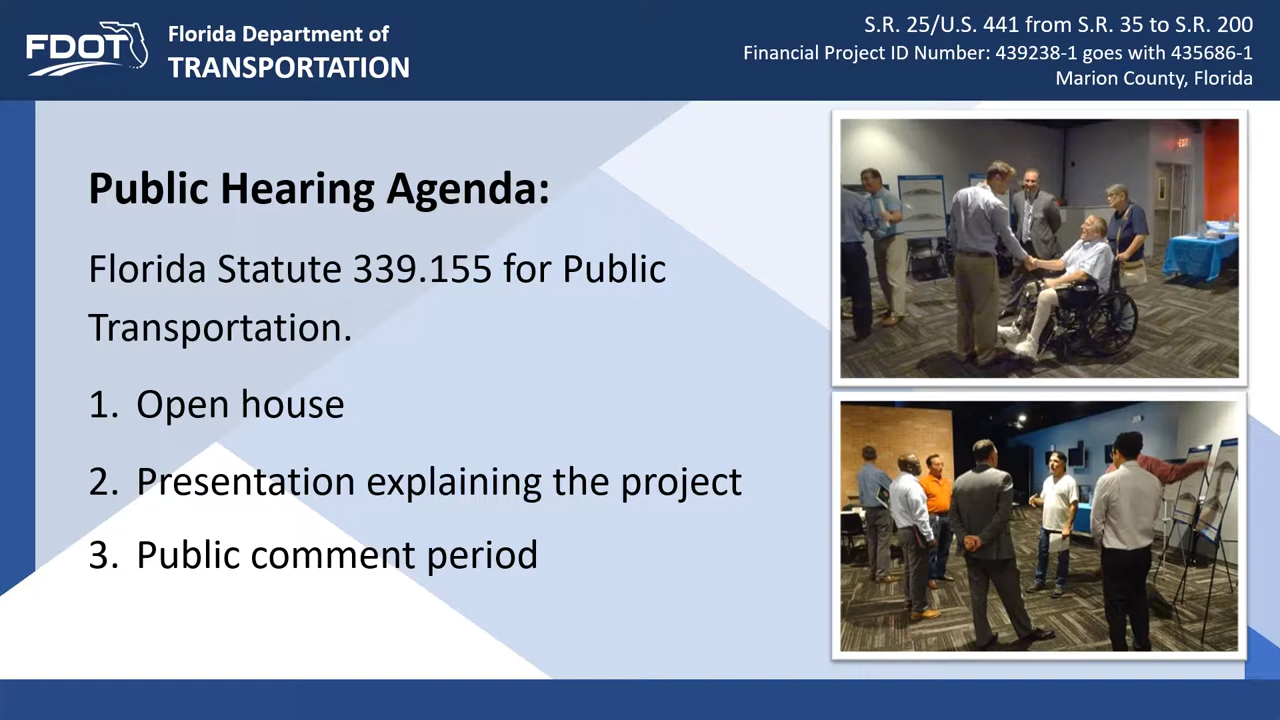 FDOT
Florida Department of
TRANSPORTATION
S.R. 25/U.S. 441 from S.R. 35 to S.R. 200
Financial Project ID Number: 439238-1 goes with 435686-1
Marion County, Florida
Public Hearing Agenda:
Florida Statute 339.155 for Public
Transportation.
1. Open house
2. Presentation explaining the project
3. Public comment period
EXIT